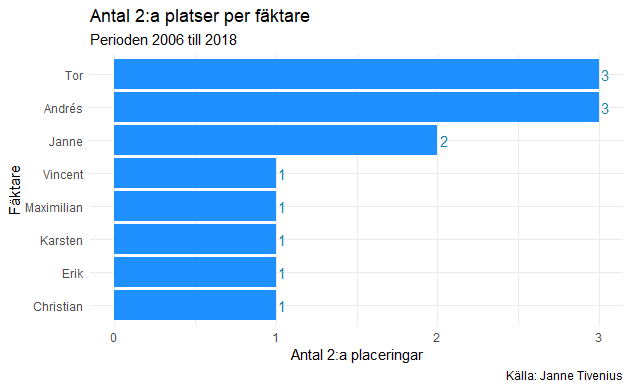 Antal 2:a platser per fäktare
Perioden 2006 till 2018
Fäktare
Tor 3
Andrés 3
Janne 2
Vincent 1
Maximilian 1
Karsten 1
Erik 1
Christian 1
0 1 2 3
Antal 2:a placeringar
Källa: Janne Tivenius